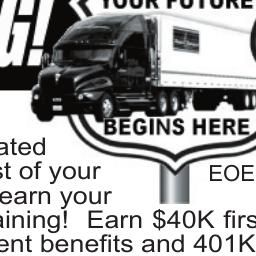 G!
YOUR FUTURE
BEGINS HERE
ated
st of your
EOE
earn your
aining!  Earn $40K firs
ent benefits and 401K